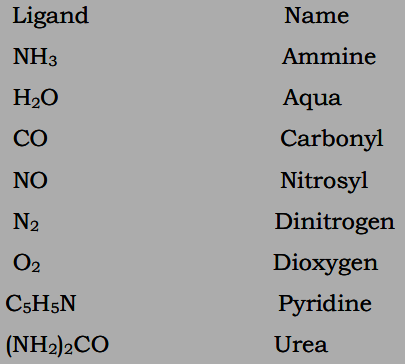 Ligand Name
NH₃ Ammine
H₂O Aqua
CO Carbonyl
NO Nitrosyl
N₂ Dinitrogen
O₂ Dioxygen
C₅H₅N Pyridine
(NH₂)₂CO Urea